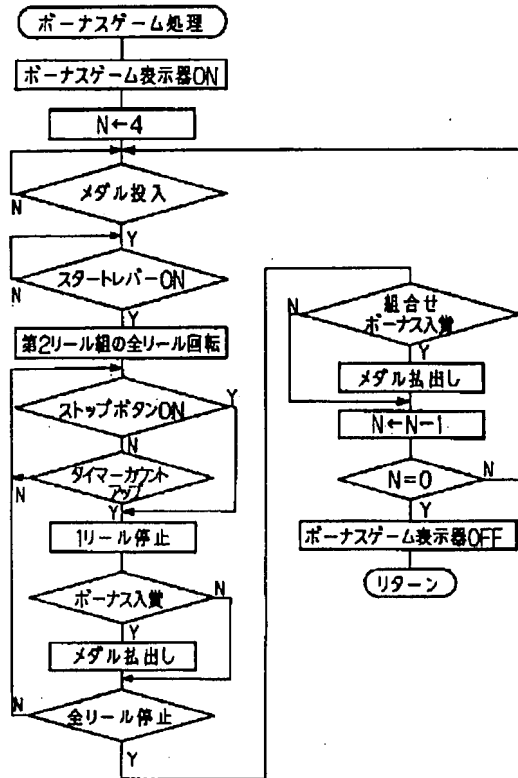 ボーナスゲーム処理
ボーナスゲーム表示器ON
N←4
メダル投入
N
Y
スタートレバーON
N
Y
第2リール組の全リール回転
ストップボタンON
Y
N
タイマーカウント
アップ
N
Y
1リール停止
ボーナス入賞
N
Y
メダル払出し
全リール停止
N
Y
組合せ
ボーナス入賞
N
Y
メダル払出し
N←N-1
N=0
N
Y
ボーナスゲーム表示器OFF
リターン